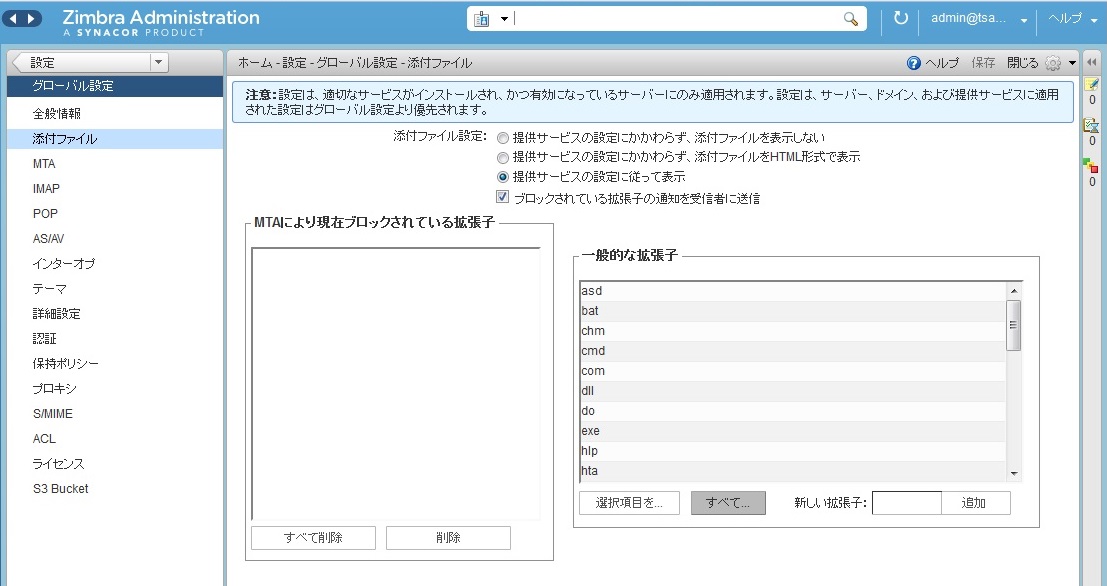 Zimbra Administration
A SYNACOR PRODUCT
admin@tsa...
ヘルプ
設定
ホーム - 設定 - グローバル設定 - 添付ファイル
ヘルプ 保存 閉じる
グローバル設定
全般情報
添付ファイル
MTA
IMAP
POP
AS/AV
インターオプ
テーマ
詳細設定
認証
保持ポリシー
プロキシ
S/MIME
ACL
ライセンス
S3 Bucket
注意: 設定は、適切なサービスがインストールされ、かつ有効になっているサーバーにのみ適用されます。設定は、サーバー、ドメイン、および提供サービスに適用
された設定はグローバル設定より優先されます。
添付ファイル設定:
提供サービスの設定にかかわらず、添付ファイルを表示しない
提供サービスの設定にかかわらず、添付ファイルをHTML形式で表示
提供サービスの設定に従って表示
ブロックされている拡張子の通知を受信者に送信
MTAにより現在ブロックされている拡張子
すべて削除
削除
一般的な拡張子
asd
bat
chm
cmd
com
dll
do
exe
hlp
hta
選択項目を...
すべて...
新しい拡張子:
追加
0
0
0